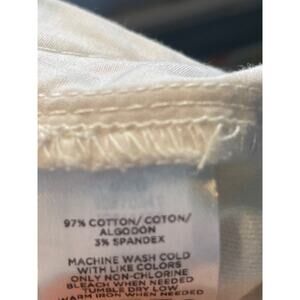 97% COTTON/ COTON/
ALGODON
3% SPANDEX
MACHINE WASH COLD
WITH LIKE COLORS
ONLY NON-CHLORINE
BLEACH WHEN NEEDED
TUMBLE DRY LOW
WARM IRON WHEN NEEDED